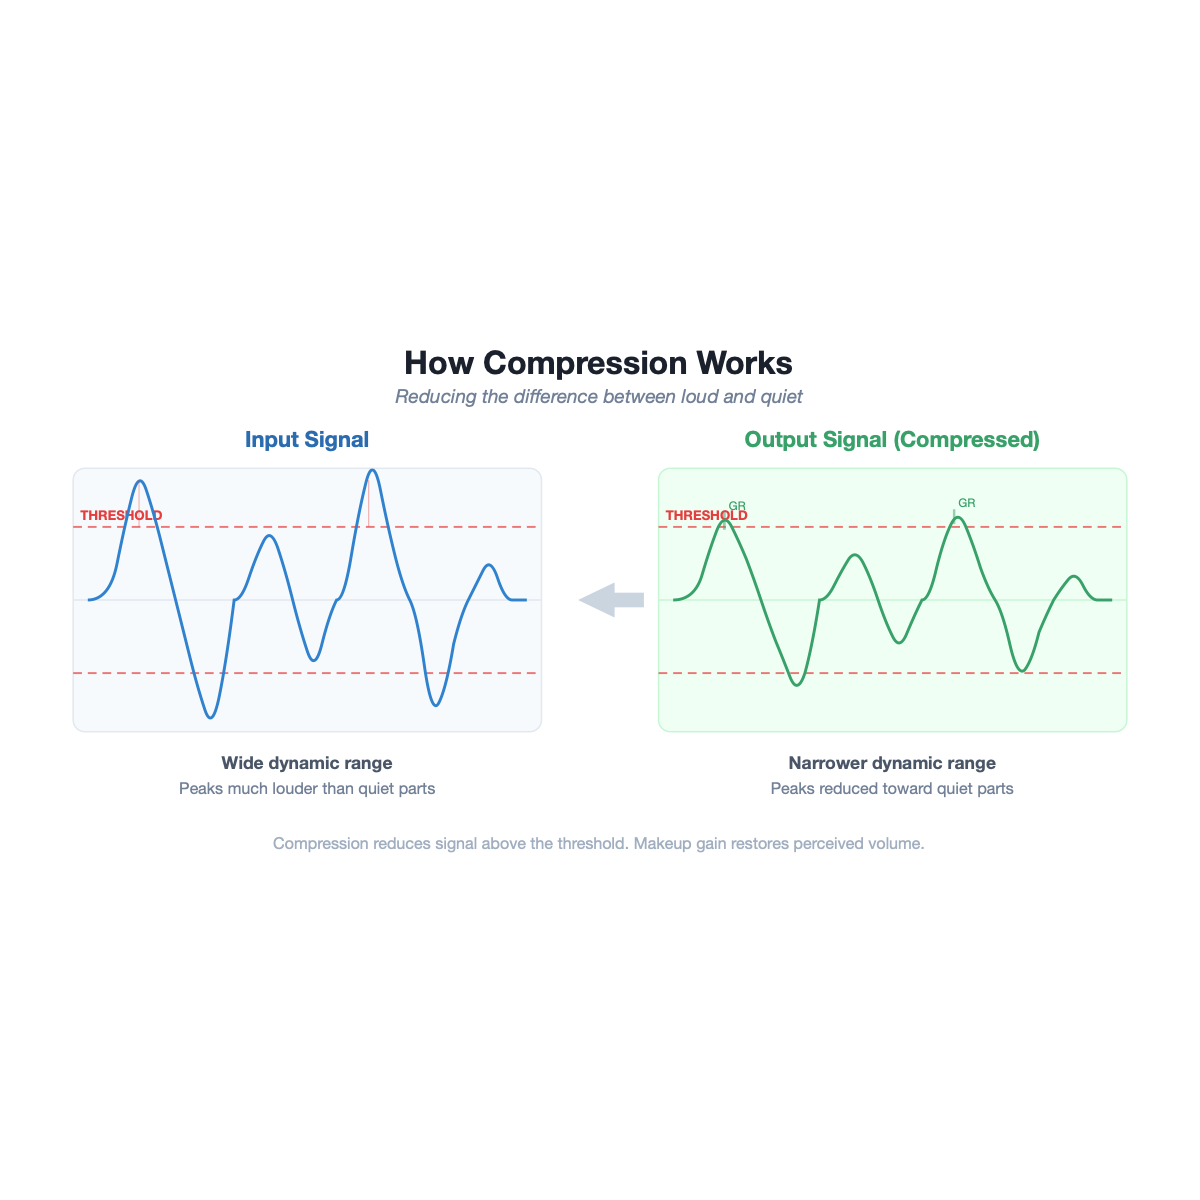 How Compression Works
Reducing the difference between loud and quiet
Input Signal
THRESHOLD
Wide dynamic range
Peaks much louder than quiet parts
Output Signal (Compressed)
GR
GR
THRESHOLD
Narrower dynamic range
Peaks reduced toward quiet parts
Compression reduces signal above the threshold. Makeup gain restores perceived volume.